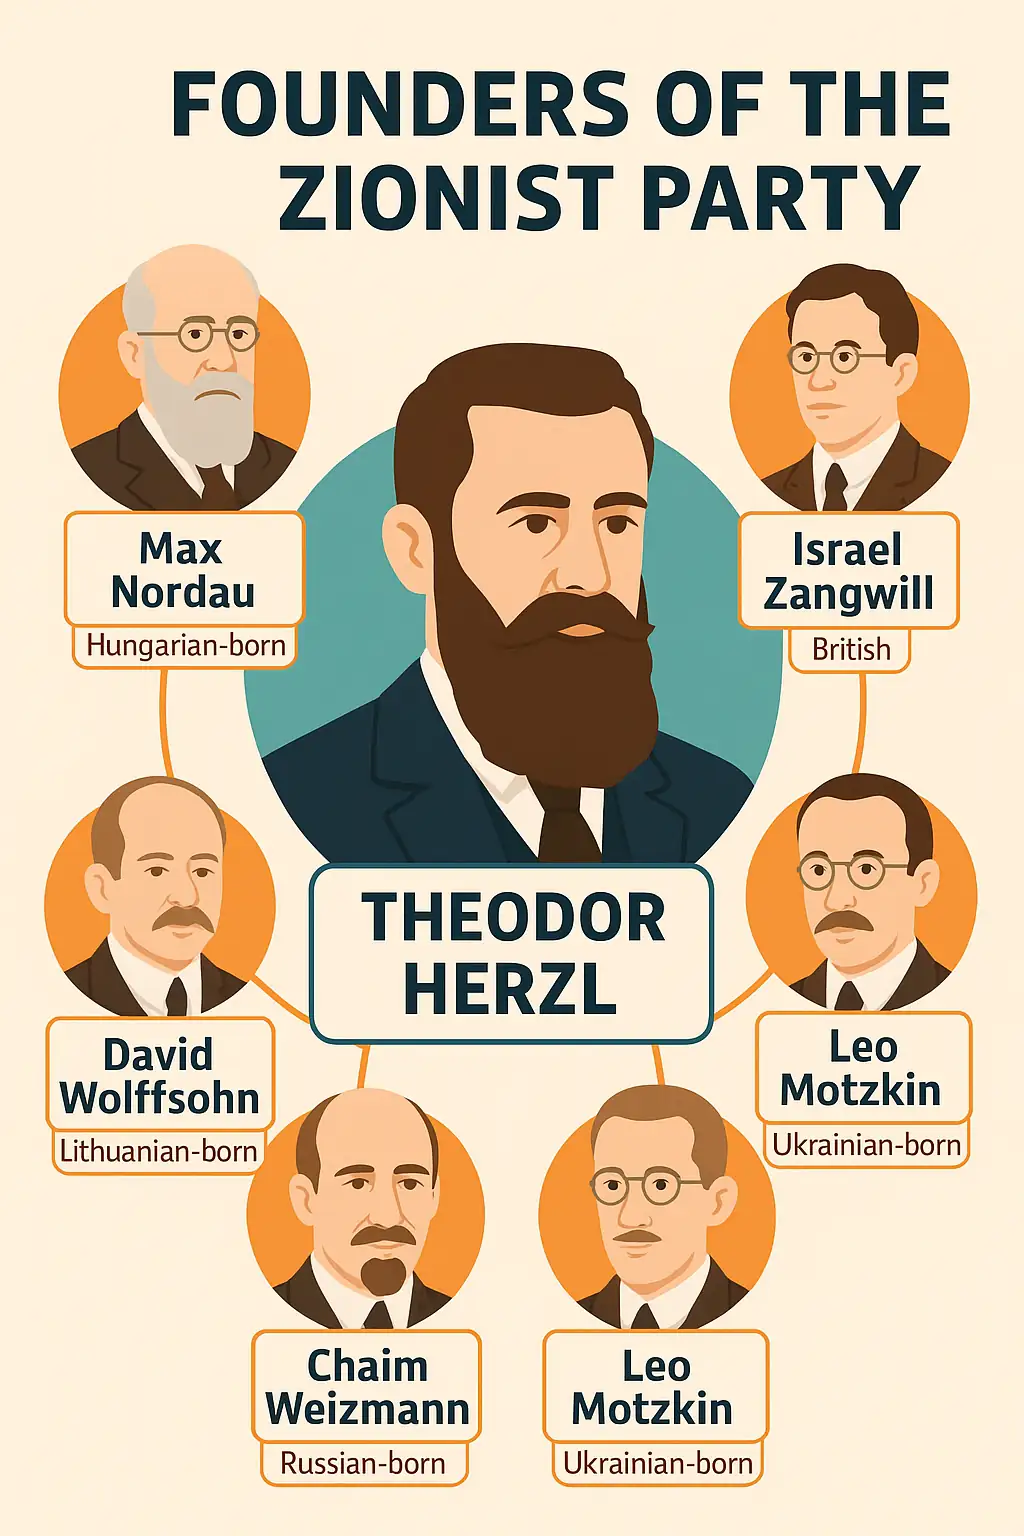 FOUNDERS OF THE
ZIONIST PARTY
Max
Nordau
Hungarian-born
Israel
Zangwill
British
THEODOR
HERZL
David
Wolffsohn
Lithuanian-born
Leo
Motzkin
Ukrainian-born
Chaim
Weizmann
Russian-born
Leo
Motzkin
Ukrainian-born